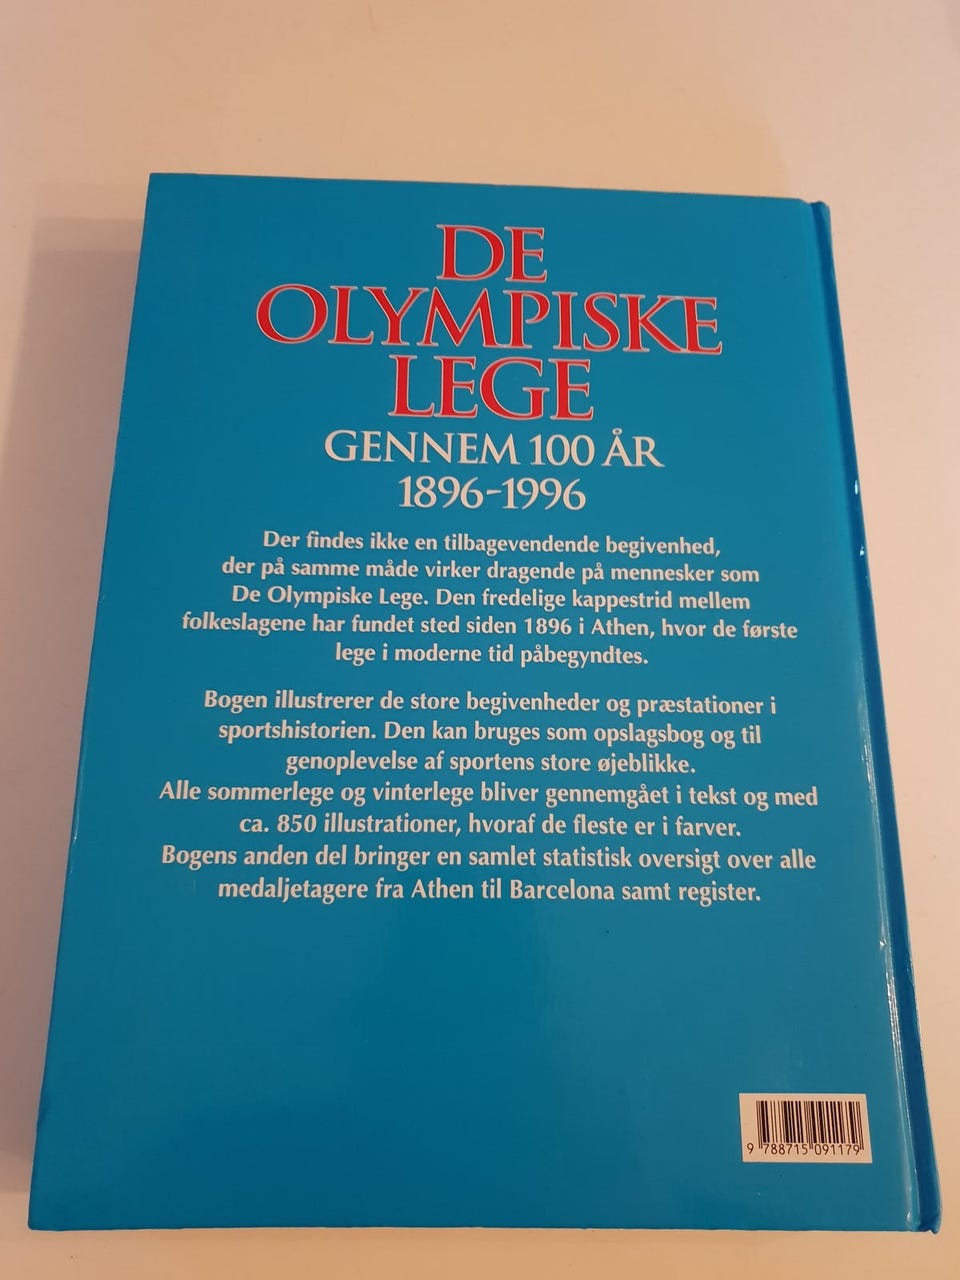 DE
OLYMPISKE
LEGE
GENNEM 100 ÅR
1896-1996
Der findes ikke en tilbagevendende begivenhed,
der på samme måde virker dragende på mennesker som
De Olympiske Lege. Den fredelige kappestrid mellem
folkeslagene har fundet sted siden 1896 i Athen, hvor de første
lege i moderne tid påbegyndtes.
Bogen illustrerer de store begivenheder og præstationer i
sportshistorien. Den kan bruges som opslagsbog og til
genoplevelse af sportens store øjeblikke.
Alle sommerlege og vinterlege bliver gennemgået i tekst og med
ca. 850 illustrationer, hvoraf de fleste er i farver.
Bogens anden del bringer en samlet statistisk oversigt over alle
medaljetagere fra Athen til Barcelona samt register.
9 788715 091179